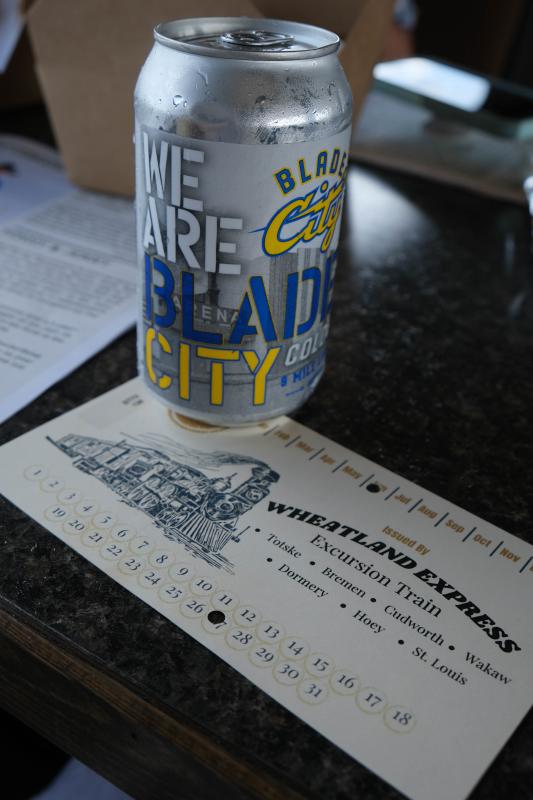 WE
ARE
BLADE
CITY
BLADE
City
ARENA
COL
8 MILE
Feb Mar Apr May Jul Aug Sep Oct Nov
Issued By
WHEATLAND EXPRESS
Excursion Train
• Totske • Bremen • Cudworth • Wakaw
• Dormery • Hoey • St. Louis
1 2 3 4 5 6 7 8 9 10 11 12 13 14 15 16 17 18
19 20 21 22 23 24 25 26 28 29 30 31